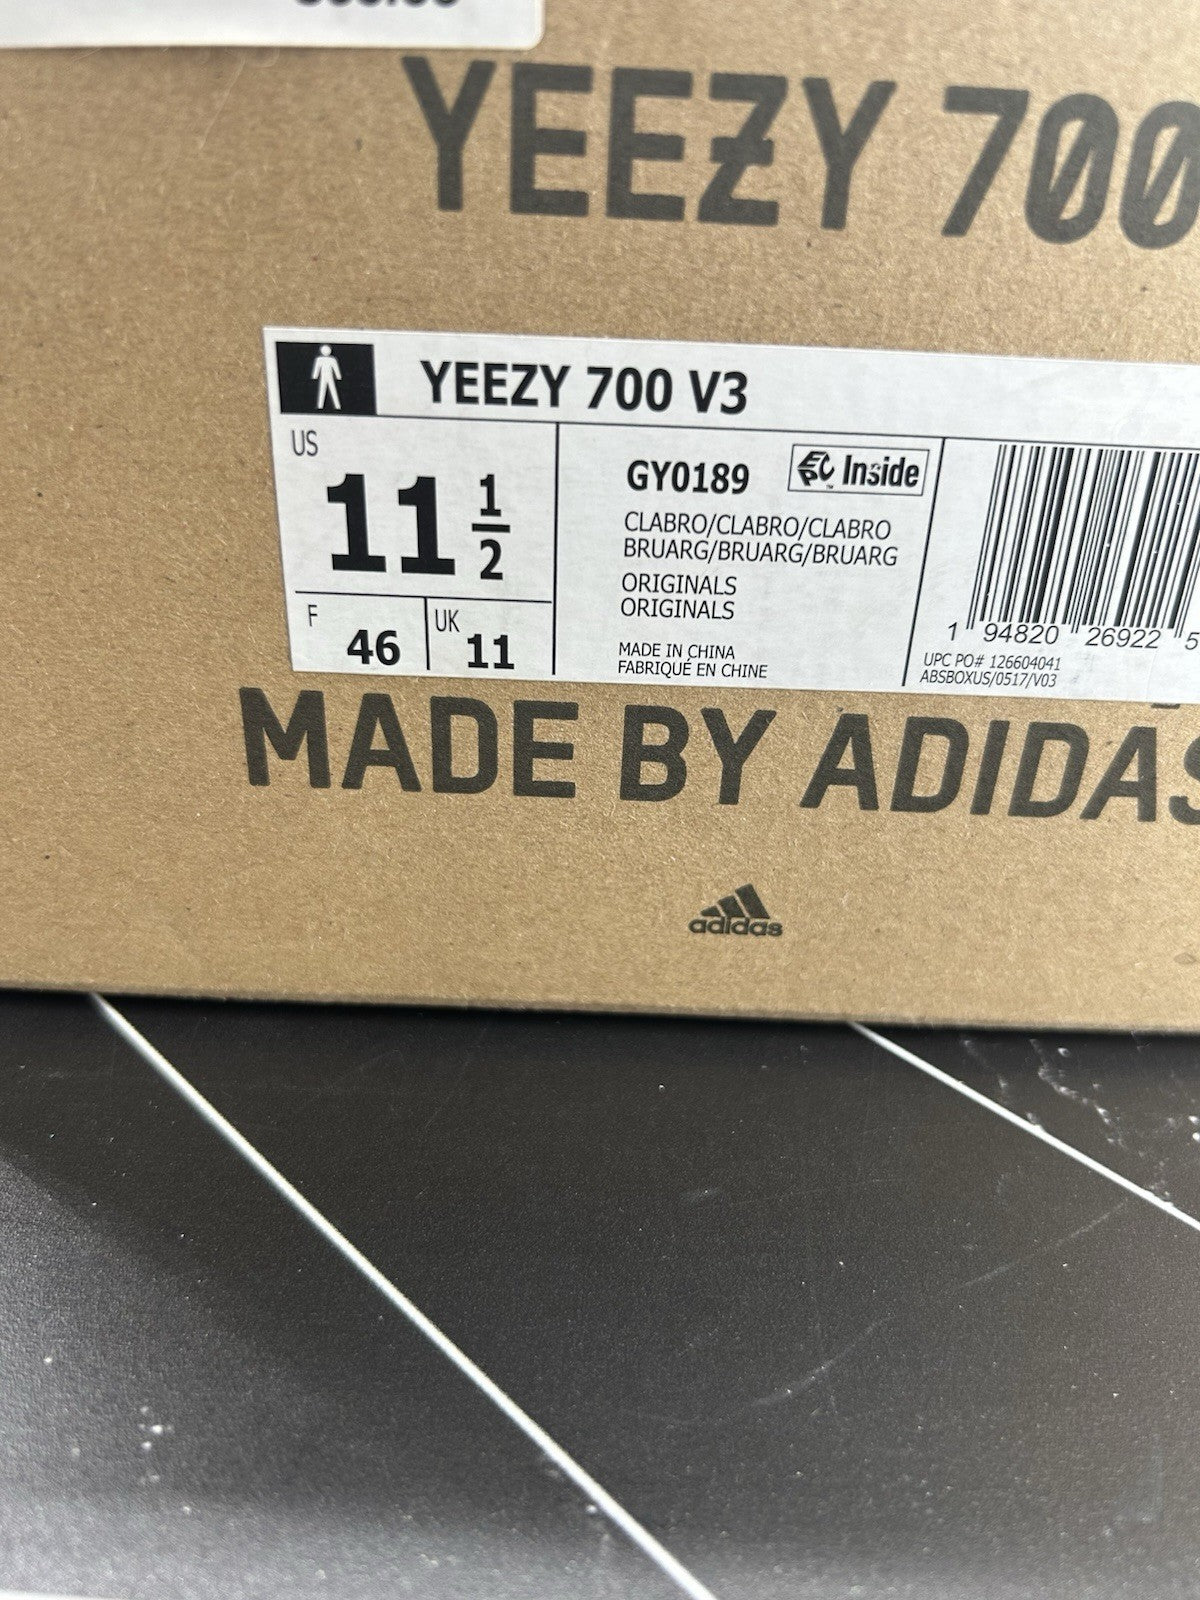 YEEZY 700
YEEZY 700 V3
US
11 1/2
F 46
UK 11
GY0189
EPC Inside
CLABRO/CLABRO/CLABRO
BRUARG/BRUARG/BRUARG
ORIGINALS
ORIGINALS
MADE IN CHINA
FABRIQUÉ EN CHINE
1 94820 26922 5
UPC PO# 126604041
ABSBOXUS/0517/V03
MADE BY ADIDAS
adidas